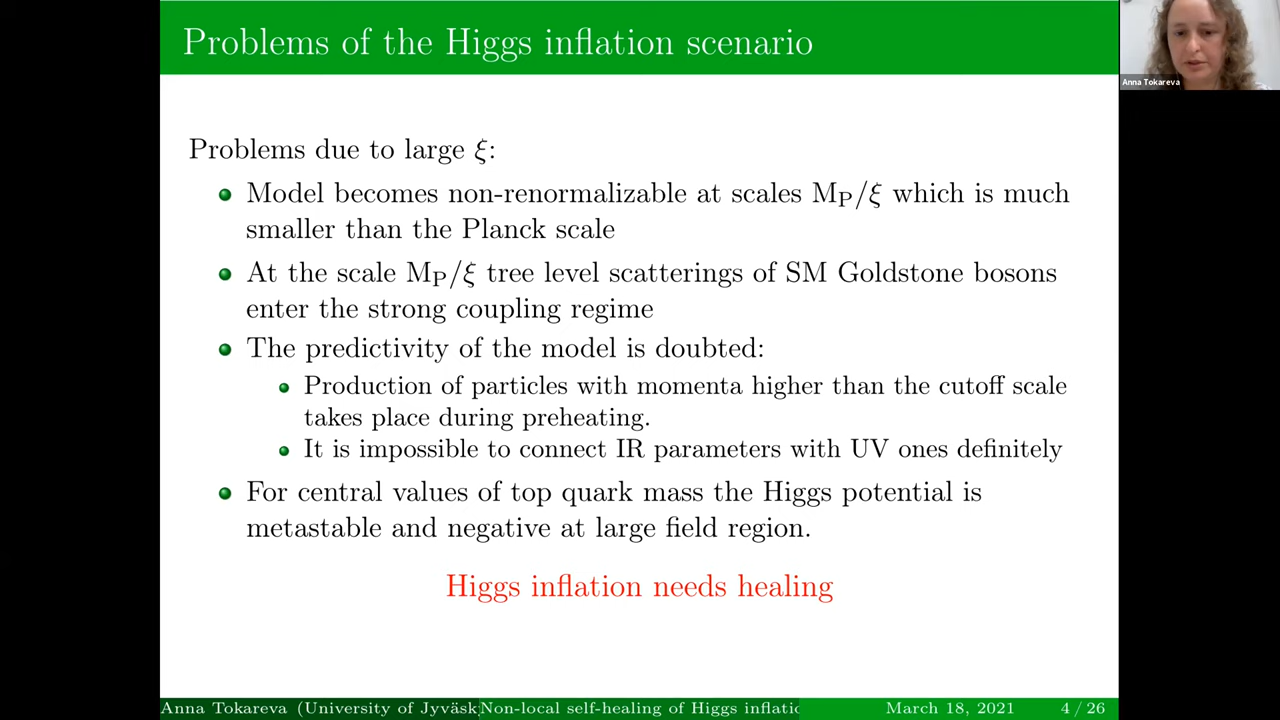 Problems of the Higgs inflation scenario
Anna Tokareva
Problems due to large ξ:
Model becomes non-renormalizable at scales M_P/ξ which is much
smaller than the Planck scale
At the scale M_P/ξ tree level scatterings of SM Goldstone bosons
enter the strong coupling regime
The predictivity of the model is doubted:
Production of particles with momenta higher than the cutoff scale
takes place during preheating.
It is impossible to connect IR parameters with UV ones definitely
For central values of top quark mass the Higgs potential is
metastable and negative at large field region.
Higgs inflation needs healing
Anna Tokareva (University of Jyväsk Non-local self-healing of Higgs inflatio March 18, 2021 4 / 26